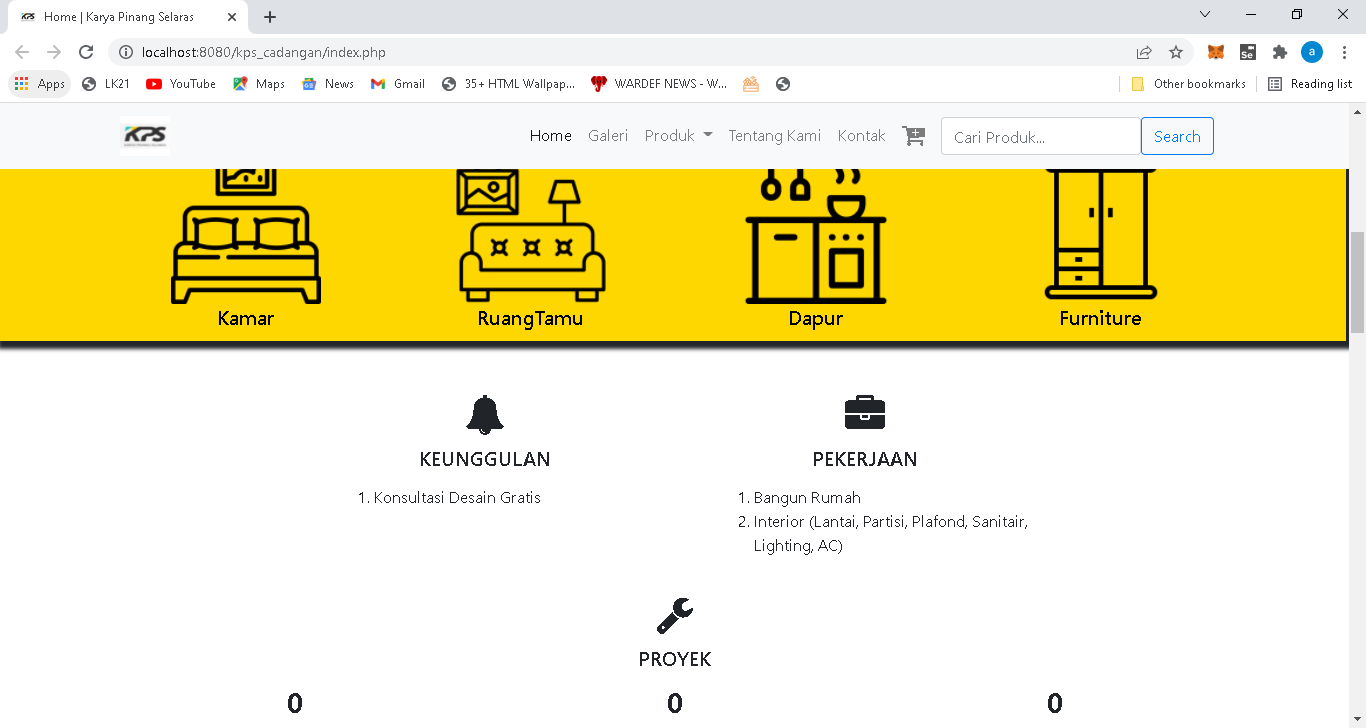 Home | Karya Pinang Selaras
localhost:8080/kps_cadangan/index.php
Se
a
Apps
LK21
YouTube
Maps
News
Gmail
35+ HTML Wallpap...
WARDEF NEWS - W...
Other bookmarks
Reading list
KPS
Home
Galeri
Produk
Tentang Kami
Kontak
Cari Produk...
Search
Kamar
RuangTamu
Dapur
Furniture
KEUNGGULAN
PEKERJAAN
1. Konsultasi Desain Gratis
1. Bangun Rumah
2. Interior (Lantai, Partisi, Plafond, Sanitair,
Lighting, AC)
PROYEK
0
0
0